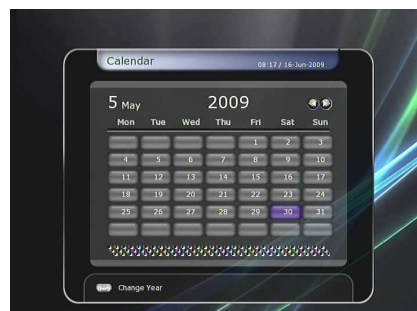 Calendar 08:17 / 16-Jun-2009
5 May 2009
Mon Tue Wed Thu Fri Sat Sun
1 2 3
4 5 6 7 8 9 10
11 12 13 14 15 16 17
18 19 20 21 22 23 24
25 26 27 28 29 30 31
Change Year